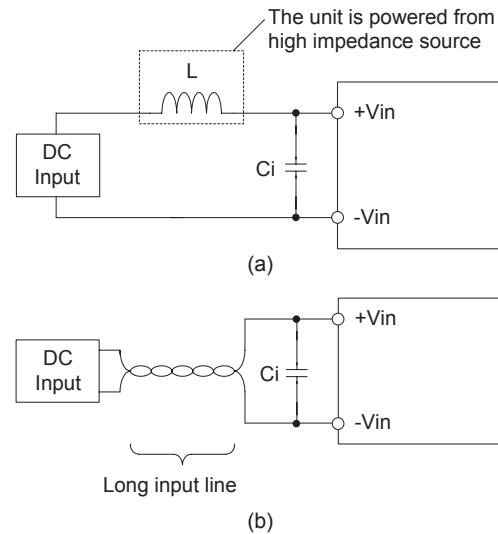 The unit is powered from
high impedance source
L
+Vin
DC
Input
Ci
-Vin
(a)
+Vin
DC
Input
Ci
-Vin
Long input line
(b)